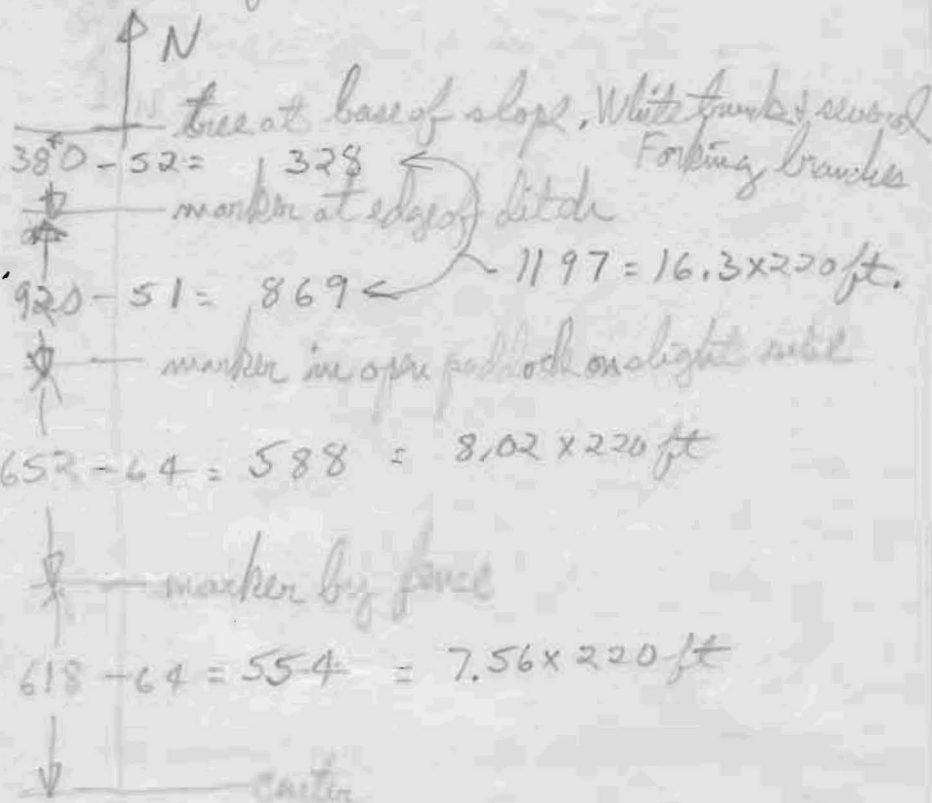 N
tree at base of slope, White trunk & several
Forking branches
380 - 52 = 328
marker at edge of ditch
1197 = 16.3 x 220 ft.
920 - 51 = 869
marker in open paddock on slight
652 - 64 = 588 = 8,02 x 220 ft
marker by fence
618 - 64 = 554 = 7.56 x 220 ft